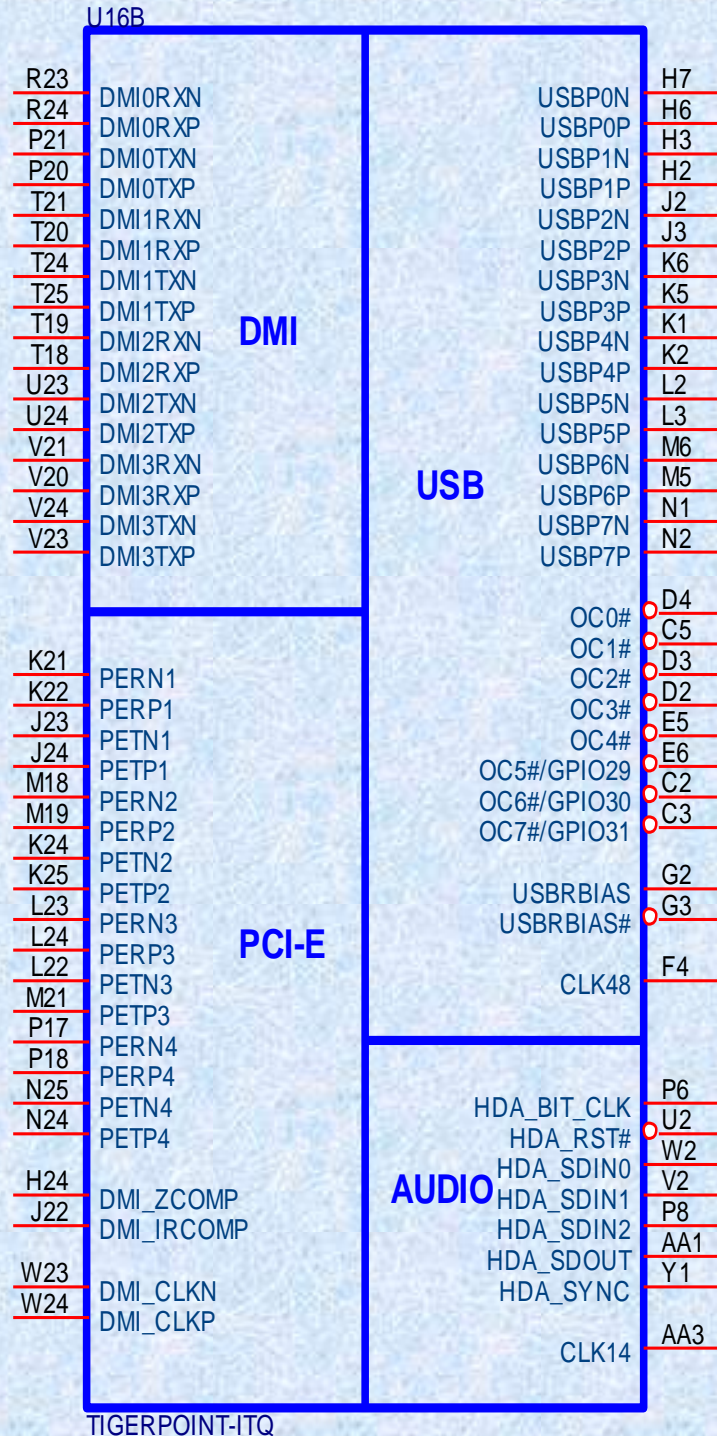 U16B
R23 DMI0RXN USBP0N H7
R24 DMI0RXP USBP0P H6
P21 DMI0TXN USBP1N H3
P20 DMI0TXP USBP1P H2
T21 DMI1RXN USBP2N J2
T20 DMI1RXP USBP2P J3
T24 DMI1TXN USBP3N K6
T25 DMI1TXP USBP3P K5
DMI
T19 DMI2RXN USBP4N K1
T18 DMI2RXP USBP4P K2
U23 DMI2TXN USBP5N L2
U24 DMI2TXP USBP5P L3
V21 DMI3RXN USBP6N M6
V20 DMI3RXP USBP6P M5
USB
V24 DMI3TXN USBP7N N1
V23 DMI3TXP USBP7P N2
OC0# D4
OC1# C5
K21 PERN1 OC2# D3
K22 PERP1 OC3# D2
J23 PETN1 OC4# E5
J24 PETP1 OC5#/GPIO29 E6
M18 PERN2 OC6#/GPIO30 C2
M19 PERP2 OC7#/GPIO31 C3
K24 PETN2
K25 PETP2 USBRBIAS G2
L23 PERN3 USBRBIAS# G3
PCI-E
L24 PERP3
L22 PETN3 CLK48 F4
M21 PETP3
P17 PERN4
P18 PERP4
N25 PETN4 HDA_BIT_CLK P6
N24 PETP4 HDA_RST# U2
HDA_SDIN0 W2
AUDIO
H24 DMI_ZCOMP HDA_SDIN1 V2
J22 DMI_IRCOMP HDA_SDIN2 P8
HDA_SDOUT AA1
W23 DMI_CLKN HDA_SYNC Y1
W24 DMI_CLKP
CLK14 AA3
TIGERPOINT-ITQ